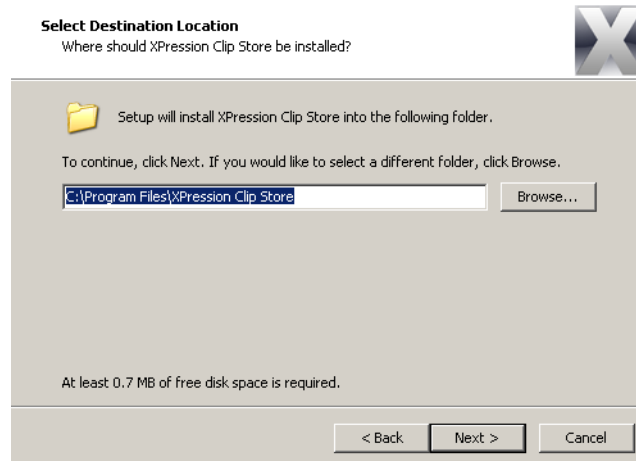 Select Destination Location
Where should XPression Clip Store be installed?
Setup will install XPression Clip Store into the following folder.
To continue, click Next. If you would like to select a different folder, click Browse.
C:\Program Files\XPression Clip Store
Browse...
At least 0.7 MB of free disk space is required.
< Back
Next >
Cancel